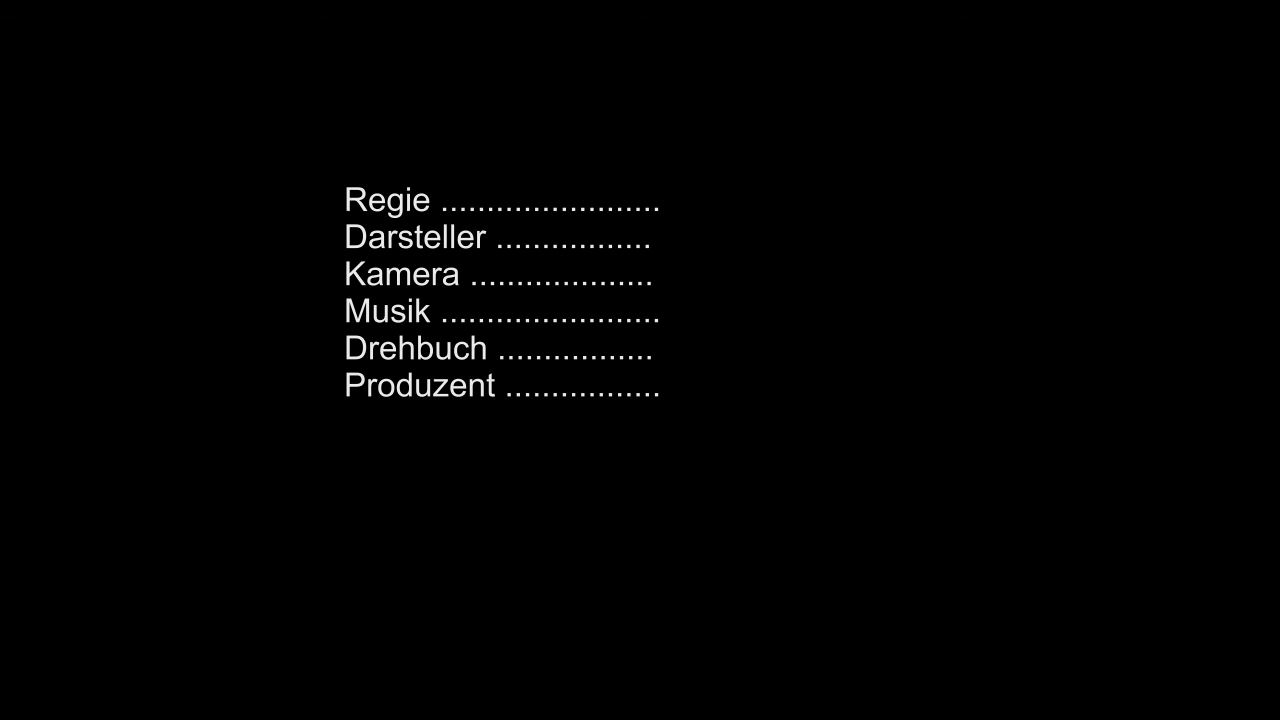 Regie ........................
Darsteller .................
Kamera ....................
Musik ........................
Drehbuch .................
Produzent .................